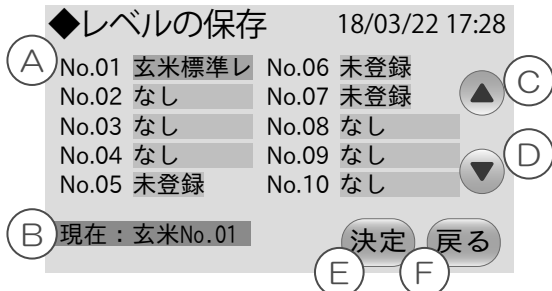 ◆レベルの保存 18/03/22 17:28
A No.01 玄米標準レ No.06 未登録 C
No.02 なし No.07 未登録 ▲
No.03 なし No.08 なし
No.04 なし No.09 なし D
No.05 未登録 No.10 なし ▼
B 現在：玄米No.01 決定 戻る
E F